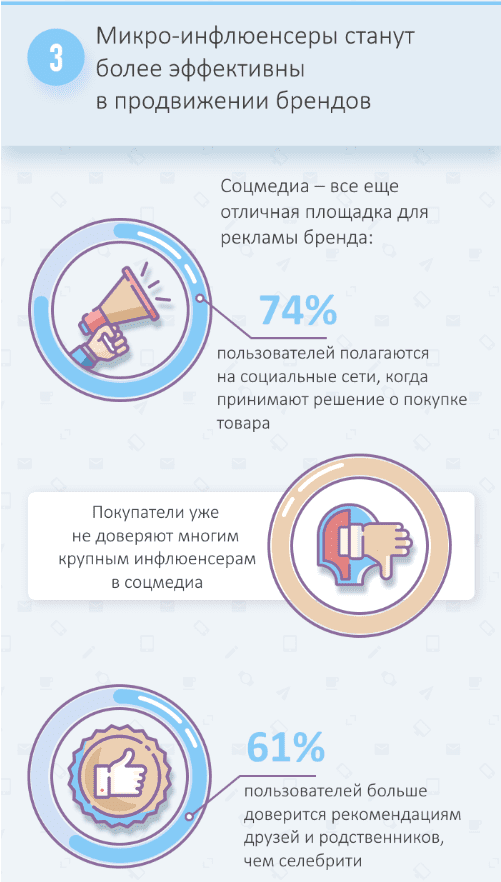 3
Микро-инфлюенсеры станут
более эффективны
в продвижении брендов
Соцмедиа – все еще
отличная площадка для
рекламы бренда:
74%
пользователей полагаются
на социальные сети, когда
принимают решение о покупке
товара
Покупатели уже
не доверяют многим
крупным инфлюенсерам
в соцмедиа
61%
пользователей больше
доверится рекомендациям
друзей и родственников,
чем селебрити